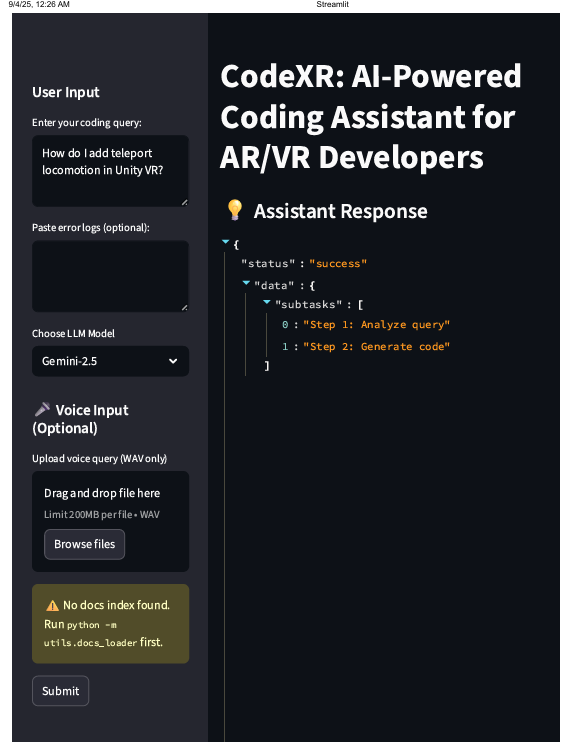 9/4/25, 12:26 AM
Streamlit
User Input
Enter your coding query:
How do I add teleport
locomotion in Unity VR?
Paste error logs (optional):
Choose LLM Model
Gemini-2.5
Voice Input
(Optional)
Upload voice query (WAV only)
Drag and drop file here
Limit 200MB per file • WAV
Browse files
No docs index found.
Run python -m
utils.docs_loader first.
Submit
CodeXR: AI-Powered
Coding Assistant for
AR/VR Developers
Assistant Response
{
"status" : "success"
"data" : {
"subtasks" : [
0 : "Step 1: Analyze query"
1 : "Step 2: Generate code"
]